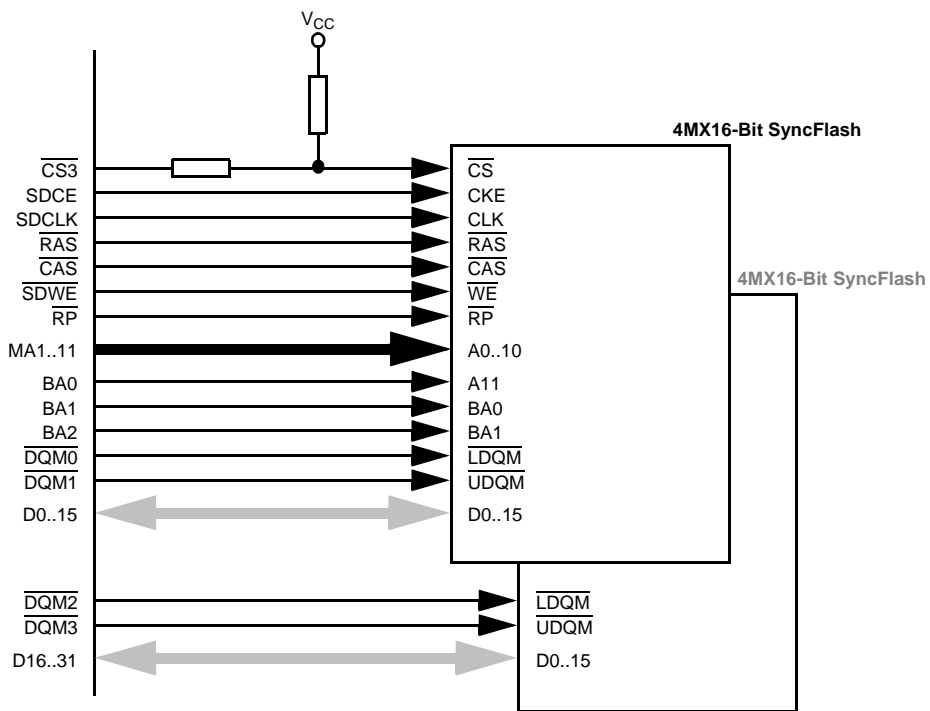 VCC
4MX16-Bit SyncFlash
CS3 CS
SDCE CKE
SDCLK CLK
RAS RAS
CAS CAS
4MX16-Bit SyncFlash
SDWE WE
RP RP
MA1..11 A0..10
BA0 A11
BA1 BA0
BA2 BA1
DQM0 LDQM
DQM1 UDQM
D0..15 D0..15
DQM2 LDQM
DQM3 UDQM
D16..31 D0..15